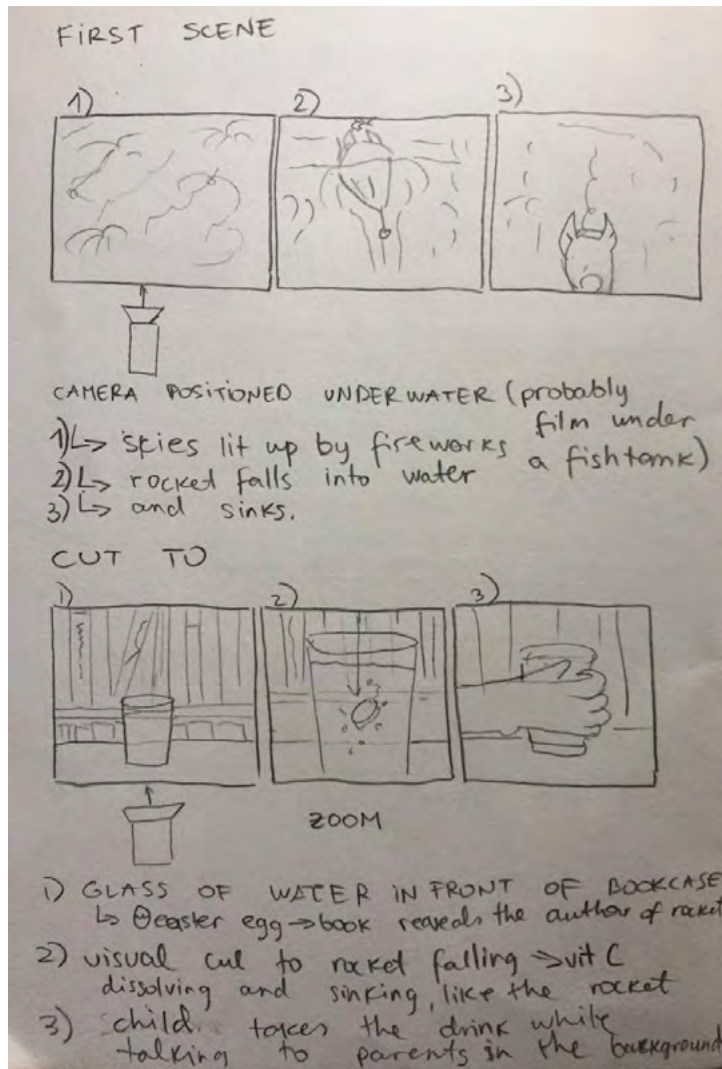 FIRST SCENE
1) 2) 3)
CAMERA POSITIONED UNDERWATER (probably
film under
1)↳ skies lit up by fireworks a fishtank)
2)↳ rocket falls into water
3)↳ and sinks.
CUT TO
1) 2) 3)
ZOOM
1) GLASS OF WATER IN FRONT OF BOOKCASE
↳ easter egg → book reveals the author of rocket
2) visual cue to rocket falling → vit C
dissolving and sinking, like the rocket
3) child takes the drink while
talking to parents in the background